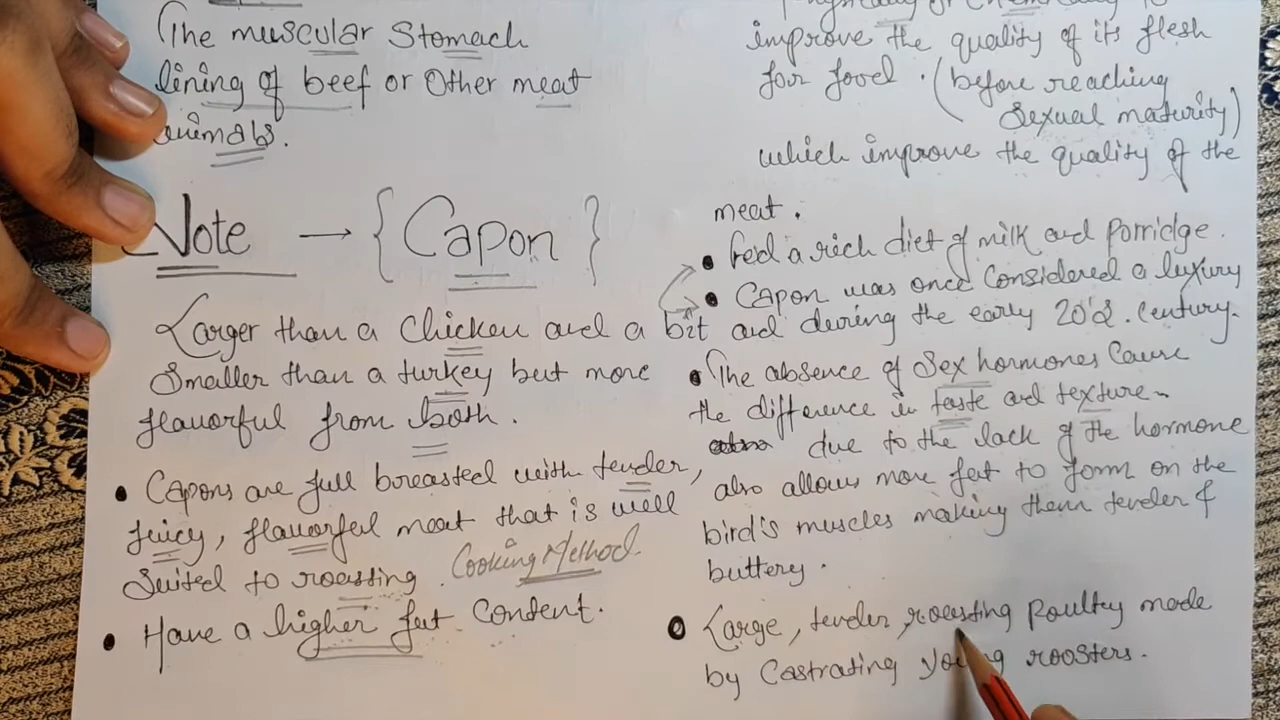 The muscular Stomach
lining of beef or Other meat
animals.
Note → { Capon }
Larger than a chicken and a bit
Smaller than a turkey but more
flavorful from both.
• Capons are full breasted with tender,
Juicy, flavorful meat that is well
Suited to roasting. Cooking Method.
• Have a higher fat Content.
improve the quality of its flesh
for food. (before reaching
Sexual maturity)
which improve the quality of the
meat.
• Feed a rich diet of milk and Porridge.
• Capon was once Considered a luxury
and during the early 20's. Century.
• The absence of Sex hormones Cause
the difference in taste and texture
due to the lack of the hormone
also allows more fat to form on the
bird's muscles making them tender &
buttery.
• Large, tender, roasting Poultry made
by Castrating young roosters.